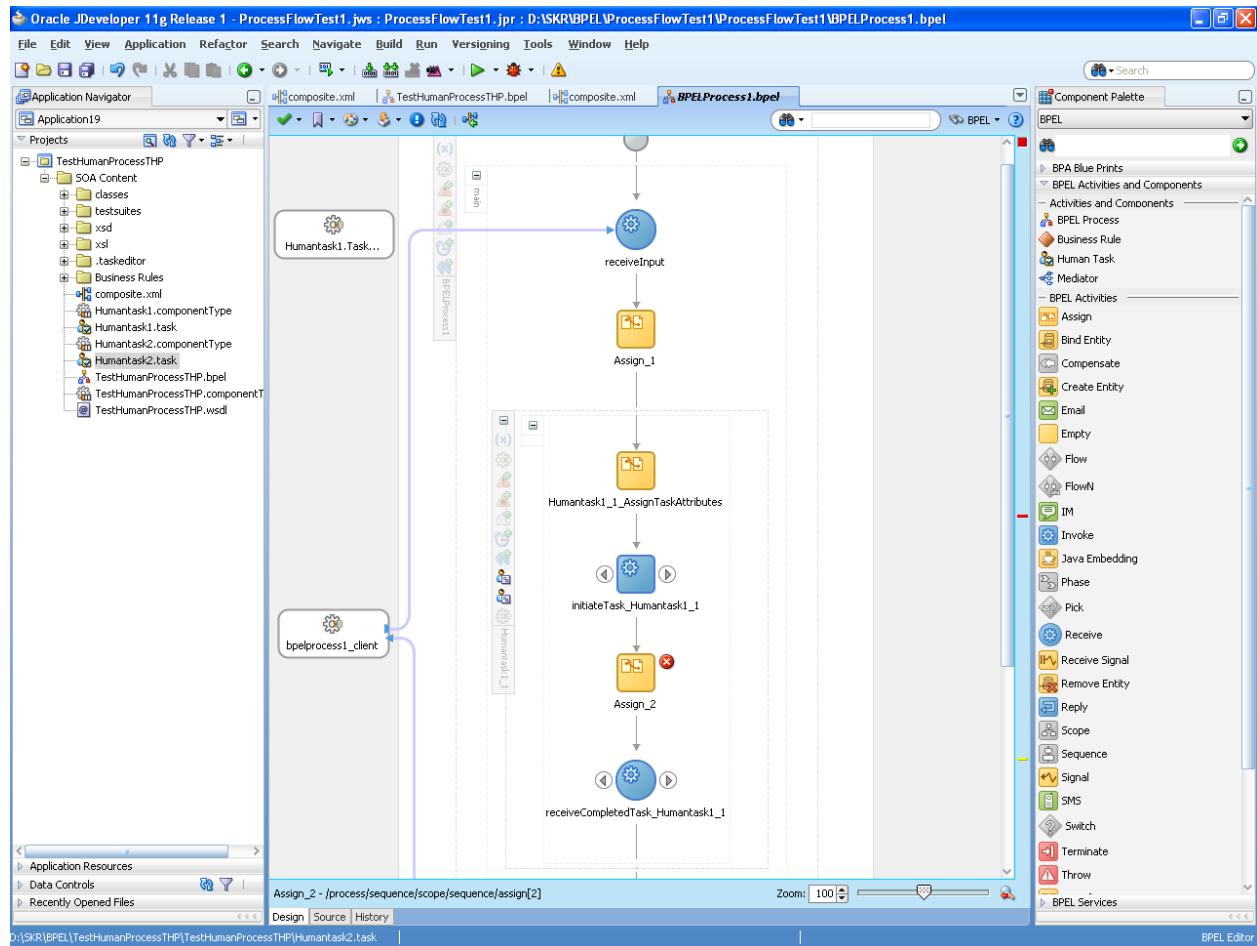 Oracle JDeveloper 11g Release 1 - ProcessFlowTest1.jws : ProcessFlowTest1.jpr : D:\SKR\BPEL\ProcessFlowTest1\ProcessFlowTest1\BPELProcess1.bpel
File Edit View Application Refactor Search Navigate Build Run Versioning Tools Window Help
Search
Application Navigator
composite.xml
TestHumanProcessTHP.bpel
composite.xml
BPELProcess1.bpel
Component Palette
Application19
BPEL
BPEL
Projects
TestHumanProcessTHP
SOA Content
classes
testsuites
xsd
xsl
.taskeditor
Business Rules
composite.xml
Humantask1.componentType
Humantask1.task
Humantask2.componentType
Humantask2.task
TestHumanProcessTHP.bpel
TestHumanProcessTHP.componentT
TestHumanProcessTHP.wsdl
Application Resources
Data Controls
Recently Opened Files
(x)
main
BPELProcess1
Humantask1.Task...
receiveInput
Assign_1
(x)
Humantask1_1
Humantask1_1_AssignTaskAttributes
initiateTask_Humantask1_1
bpelprocess1_client
Assign_2
receiveCompletedTask_Humantask1_1
Assign_2 - /process/sequence/scope/sequence/assign[2]
Zoom: 100
Design Source History
BPA Blue Prints
BPEL Activities and Components
Activities and Components
BPEL Process
Business Rule
Human Task
Mediator
BPEL Activities
Assign
Bind Entity
Compensate
Create Entity
Email
Empty
Flow
FlowN
IM
Invoke
Java Embedding
Phase
Pick
Receive
Receive Signal
Remove Entity
Reply
Scope
Sequence
Signal
SMS
Switch
Terminate
Throw
BPEL Services
D:\SKR\BPEL\TestHumanProcessTHP\TestHumanProcessTHP\Humantask2.task
BPEL Editor